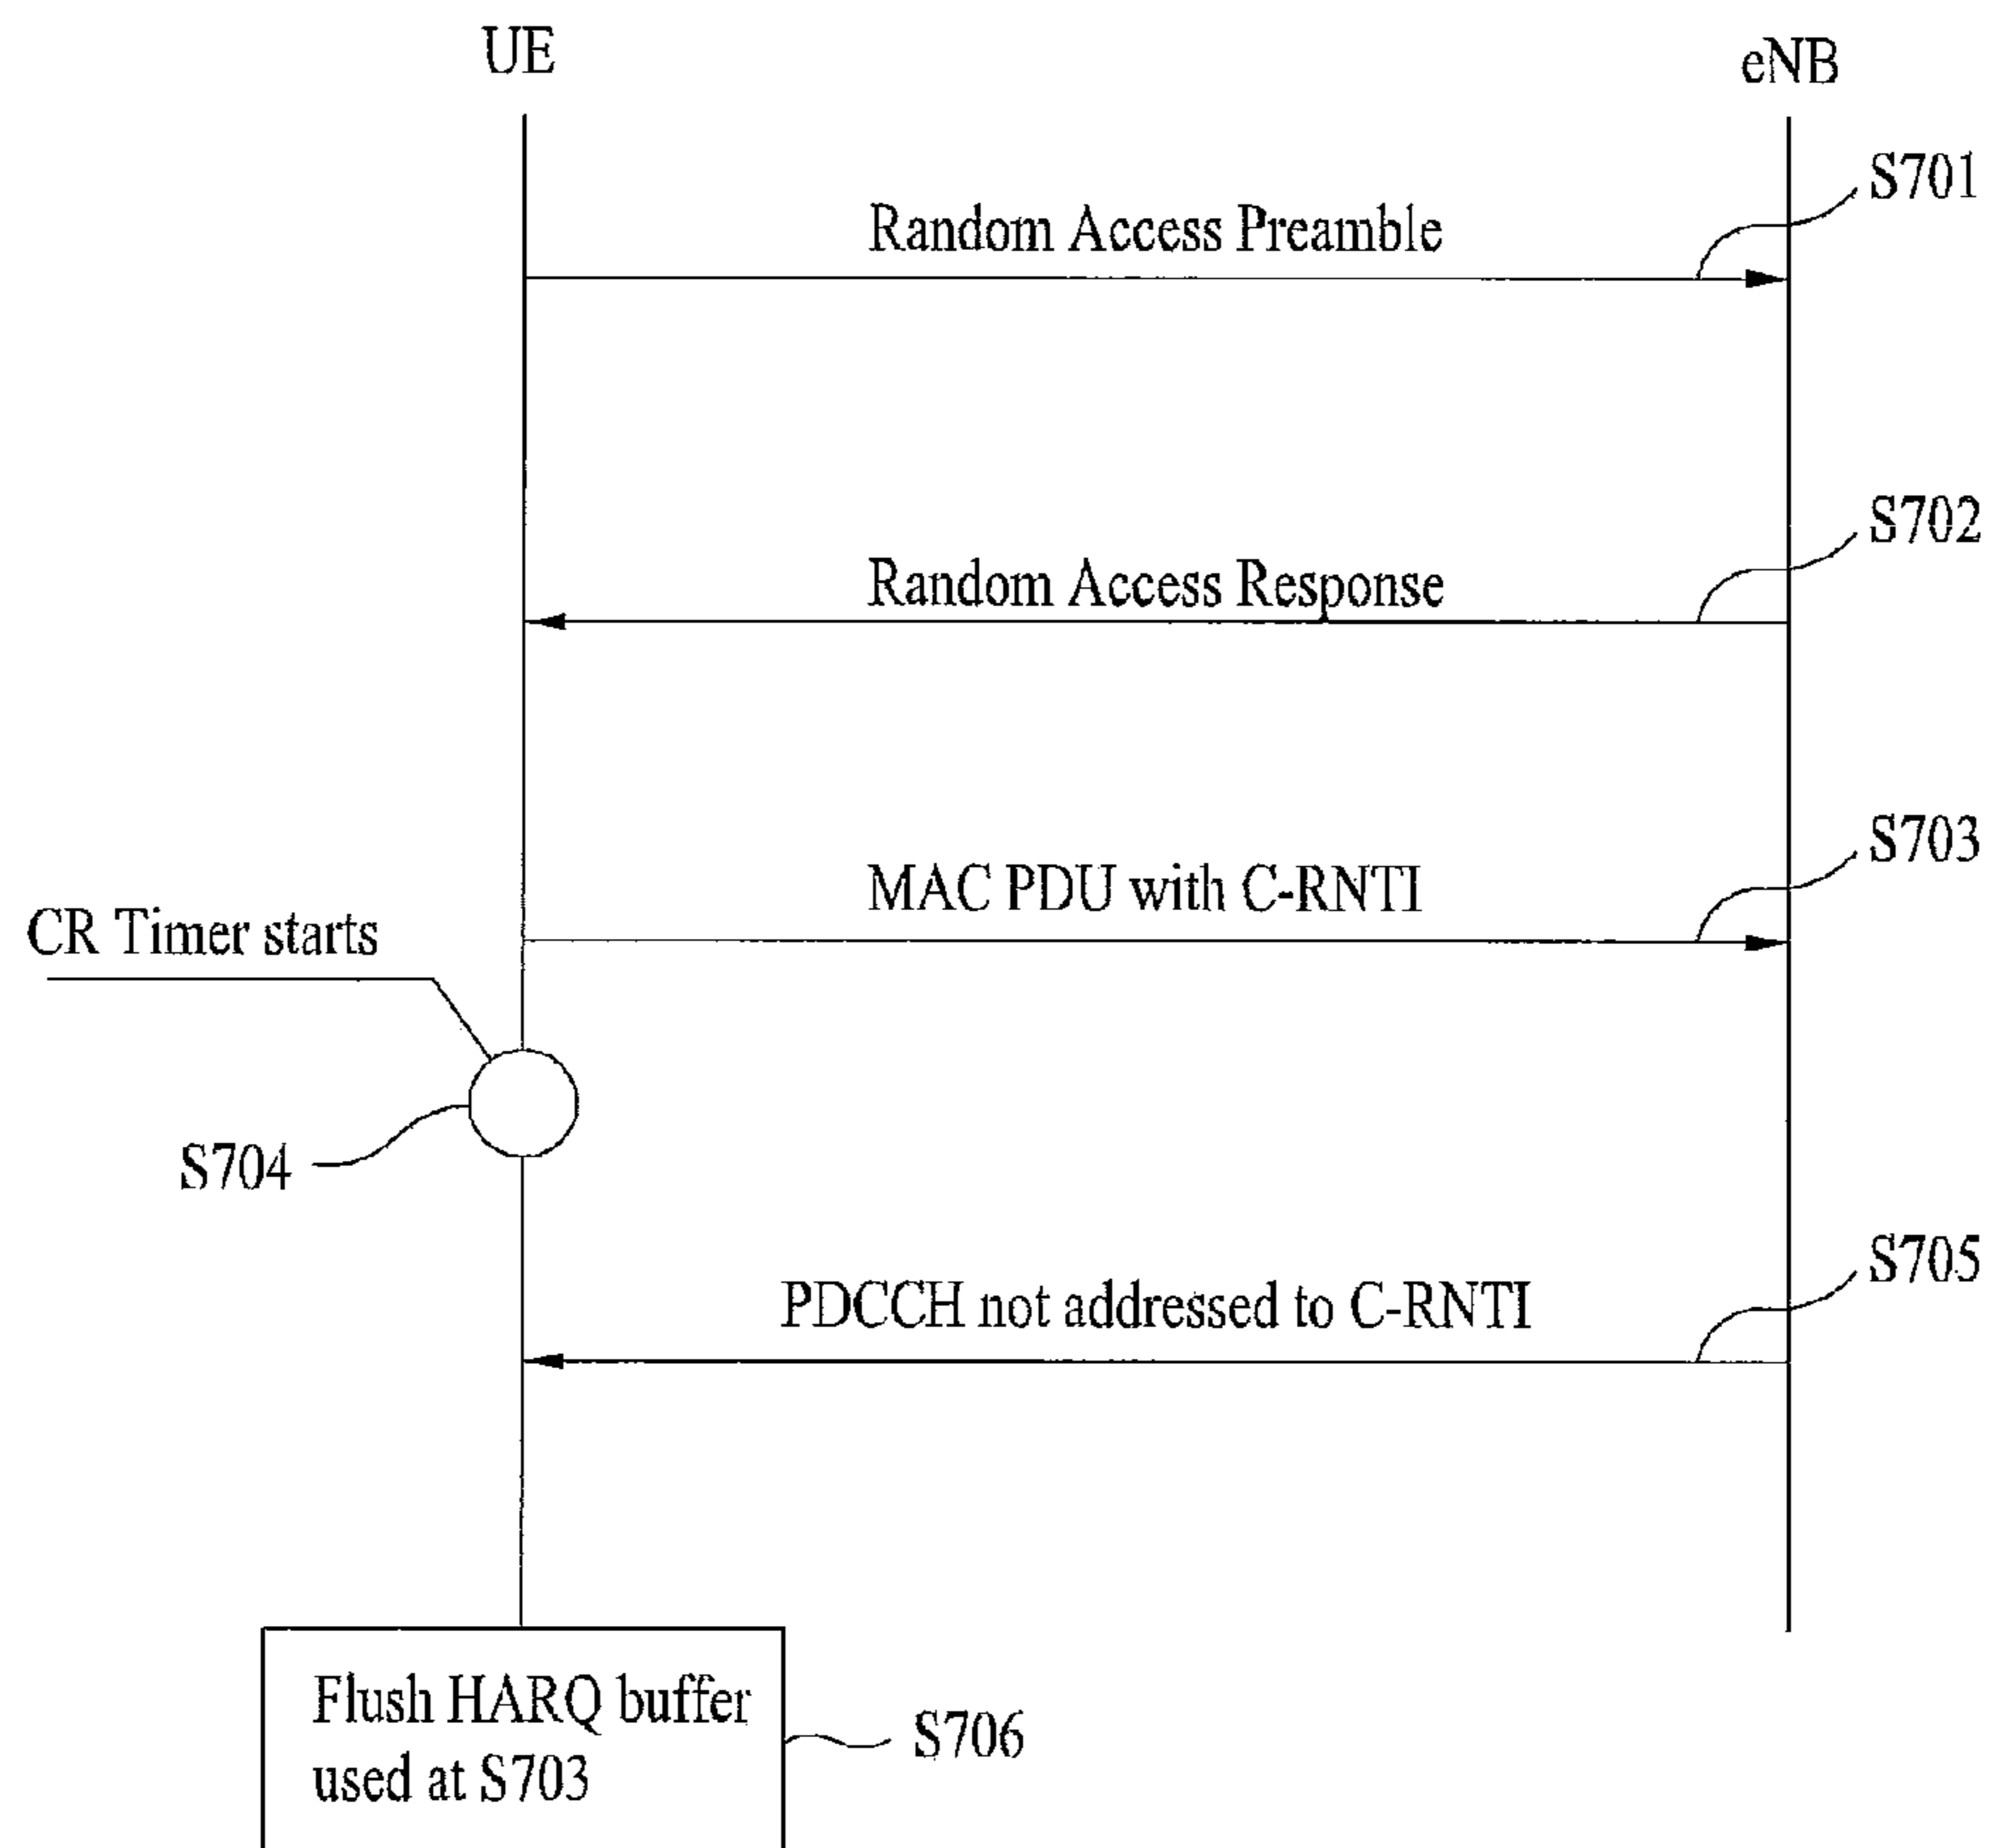 UE
eNB
S701
Random Access Preamble
S702
Random Access Response
S703
MAC PDU with C-RNTI
CR Timer starts
S704
S705
PDCCH not addressed to C-RNTI
Flush HARQ buffer
used at S703
S706